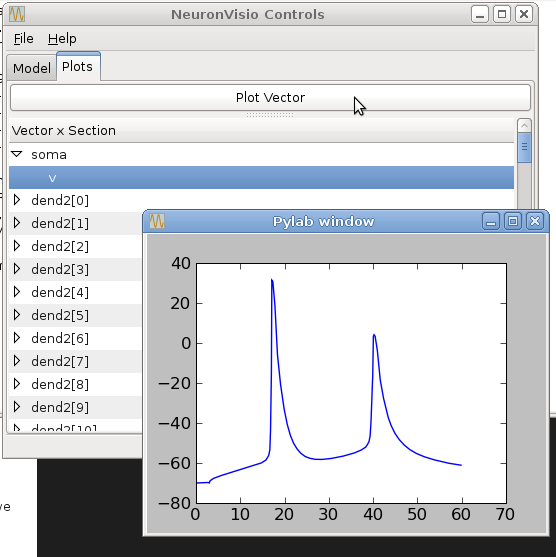 NeuronVisio Controls
File Help
Model Plots
Plot Vector
Vector x Section
soma
v
dend2[0]
dend2[1]
dend2[2]
dend2[3]
dend2[4]
dend2[5]
dend2[6]
dend2[7]
dend2[8]
dend2[9]
dend2[10]
Pylab window
40
20
0
−20
−40
−60
−80
0 10 20 30 40 50 60 70